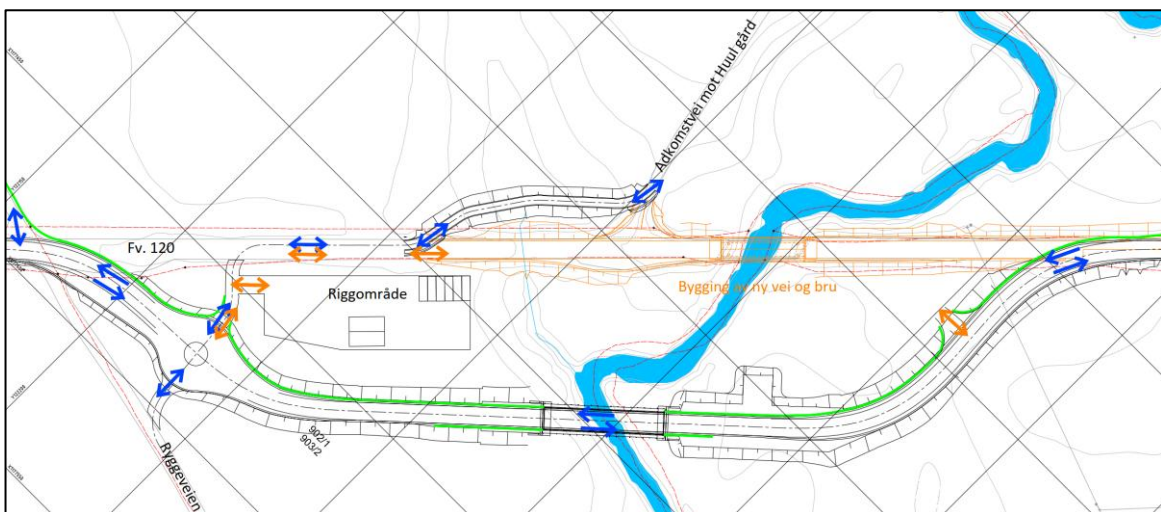 Adkomstvei mot Huul gård
Fv. 120
Riggområde
Bygging av ny vei og bru
902/1
903/2
Ryggeveien